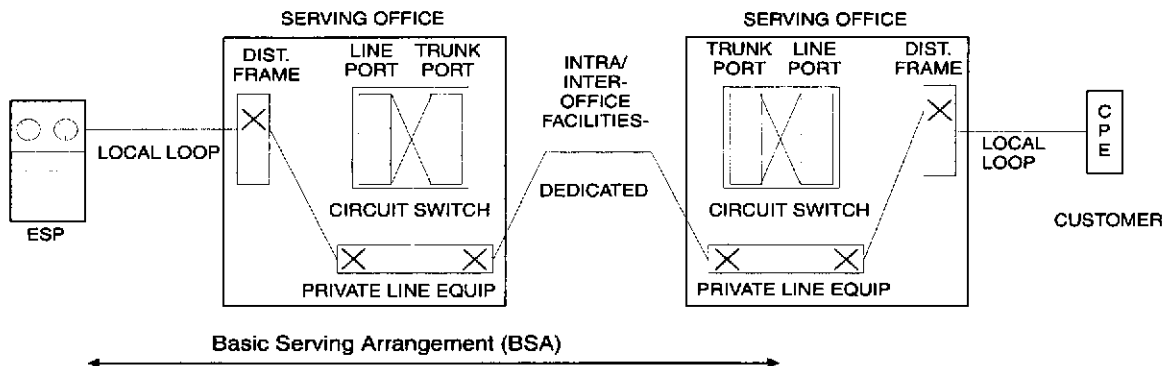 SERVING OFFICE
DIST.
FRAME
LINE
PORT
TRUNK
PORT
LOCAL LOOP
ESP
CIRCUIT SWITCH
PRIVATE LINE EQUIP
INTRA/
INTER-
OFFICE
FACILITIES-
DEDICATED
SERVING OFFICE
TRUNK
PORT
LINE
PORT
DIST.
FRAME
CIRCUIT SWITCH
PRIVATE LINE EQUIP
LOCAL
LOOP
CPE
CUSTOMER
Basic Serving Arrangement (BSA)